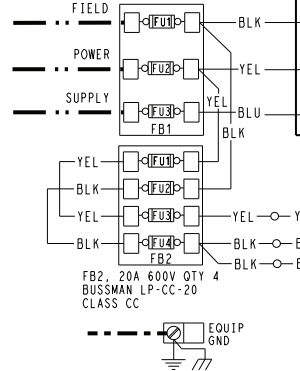 FIELD
FU1
BLK
POWER
FU2
YEL
SUPPLY
YEL
FU3
BLU
FB1
BLK
YEL
FU1
BLK
FU2
YEL
FU3
YEL
Y
BLK
FU4
BLK
FB2
BLK
FB2, 20A 600V QTY 4
BUSSMAN LP-CC-20
CLASS CC
EQUIP
GND